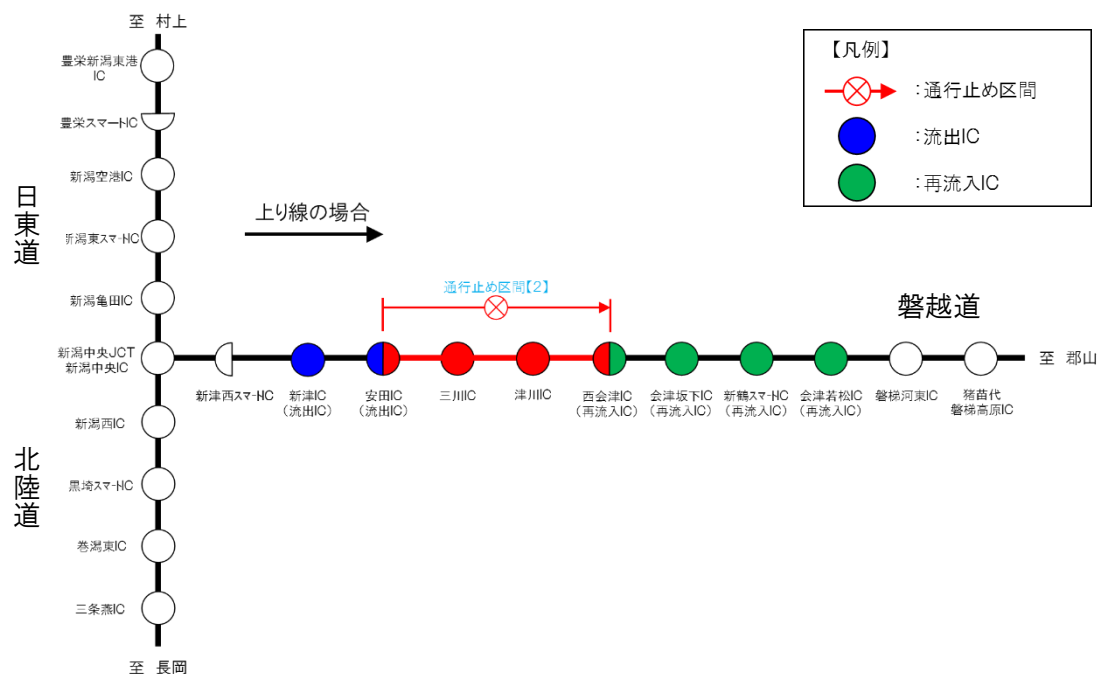 至 村上
豊栄新潟東港
IC
豊栄スマートIC
新潟空港IC
新潟東スマートIC
新潟亀田IC
新潟中央JCT
新潟中央IC
新潟西IC
黒埼スマートIC
巻潟東IC
三条燕IC
至 長岡
日東道
北陸道
上り線の場合
通行止め区間【2】
磐越道
至 郡山
新津西スマートIC
新津IC
(流出IC)
安田IC
(流出IC)
三川IC
津川IC
西会津IC
(再流入IC)
会津坂下IC
(再流入IC)
新鶴スマートIC
(再流入IC)
会津若松IC
(再流入IC)
磐梯河東IC
猪苗代
磐梯高原IC
【凡例】
:通行止め区間
:流出IC
:再流入IC